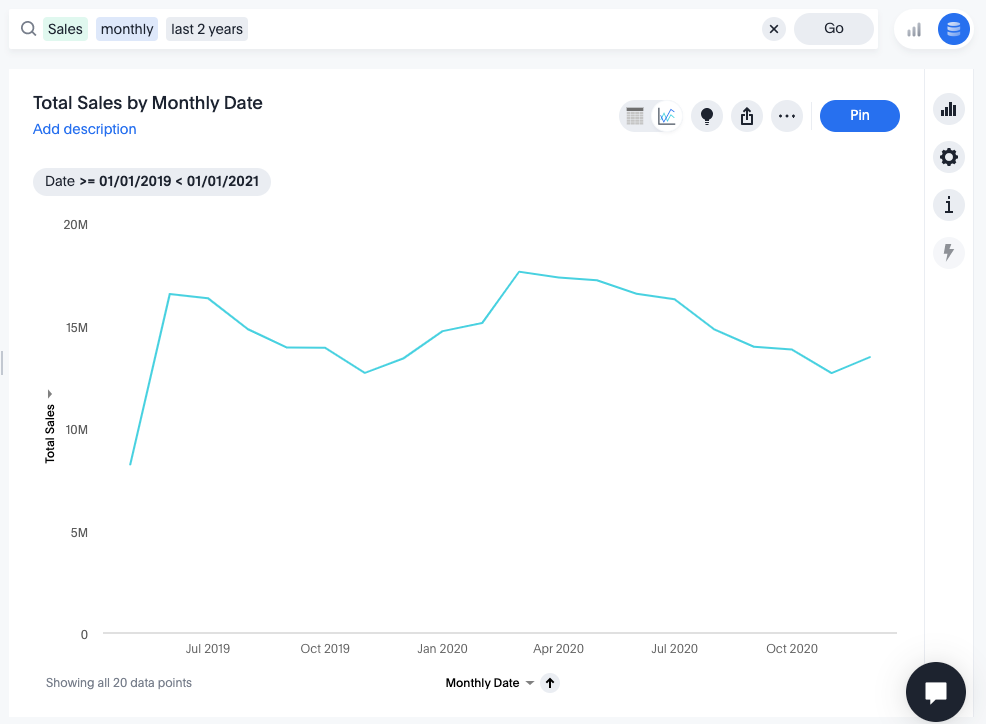 Sales monthly last 2 years
Go
Total Sales by Monthly Date
Add description
Pin
Date >= 01/01/2019 < 01/01/2021
20M
15M
10M
5M
0
Total Sales
Jul 2019 Oct 2019 Jan 2020 Apr 2020 Jul 2020 Oct 2020
Showing all 20 data points
Monthly Date